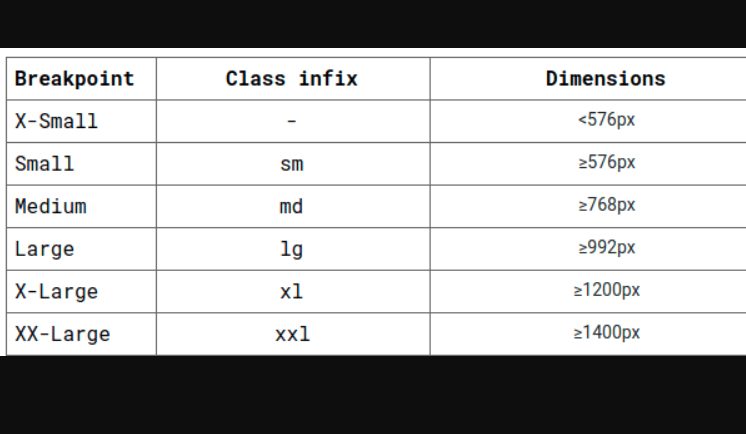 Breakpoint Class infix Dimensions
X-Small - <576px
Small sm ≥576px
Medium md ≥768px
Large lg ≥992px
X-Large xl ≥1200px
XX-Large xxl ≥1400px